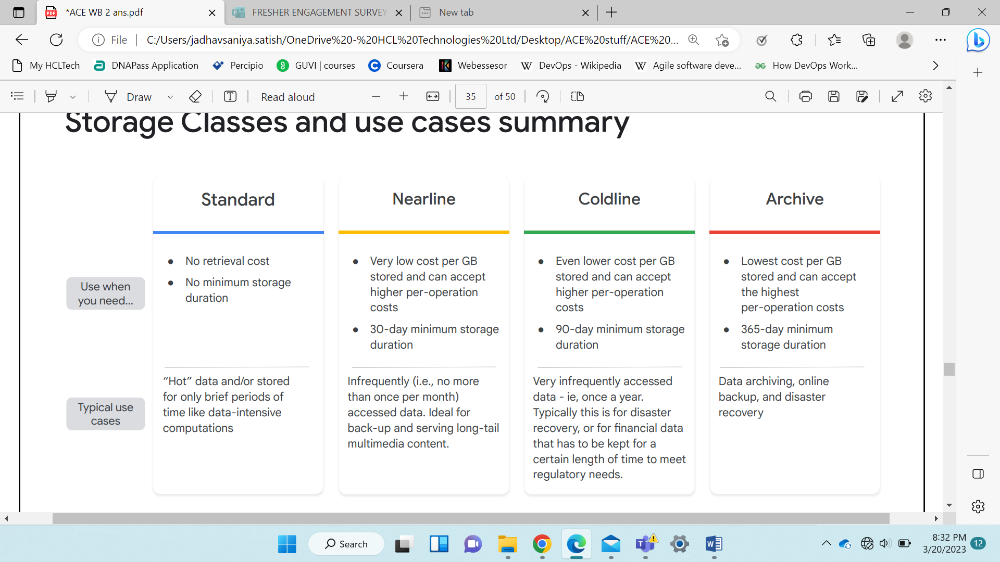 *ACE WB 2 ans.pdf
FRESHER ENGAGEMENT SURVEY
New tab
File
C:/Users/jadhavsaniya.satish/OneDrive%20-%20HCL%20Technologies%20Ltd/Desktop/ACE%20stuff/ACE%20...
My HCLTech
DNAPass Application
Percipio
GUVI | courses
Coursera
Webessesor
DevOps - Wikipedia
Agile software deve...
How DevOps Work...
Draw
Read aloud
35
of 50
Storage Classes and use cases summary
Standard
Nearline
Coldline
Archive
Use when
you need...
● No retrieval cost
● No minimum storage
duration
● Very low cost per GB
stored and can accept
higher per-operation
costs
● 30-day minimum storage
duration
● Even lower cost per GB
stored and can accept
higher per-operation
costs
● 90-day minimum storage
duration
● Lowest cost per GB
stored and can accept
the highest
per-operation costs
● 365-day minimum
storage duration
Typical use
cases
“Hot” data and/or stored
for only brief periods of
time like data-intensive
computations
Infrequently (i.e., no more
than once per month)
accessed data. Ideal for
back-up and serving long-tail
multimedia content.
Very infrequently accessed
data - ie, once a year.
Typically this is for disaster
recovery, or for financial data
that has to be kept for a
certain length of time to meet
regulatory needs.
Data archiving, online
backup, and disaster
recovery
Search
8:32 PM
3/20/2023
12